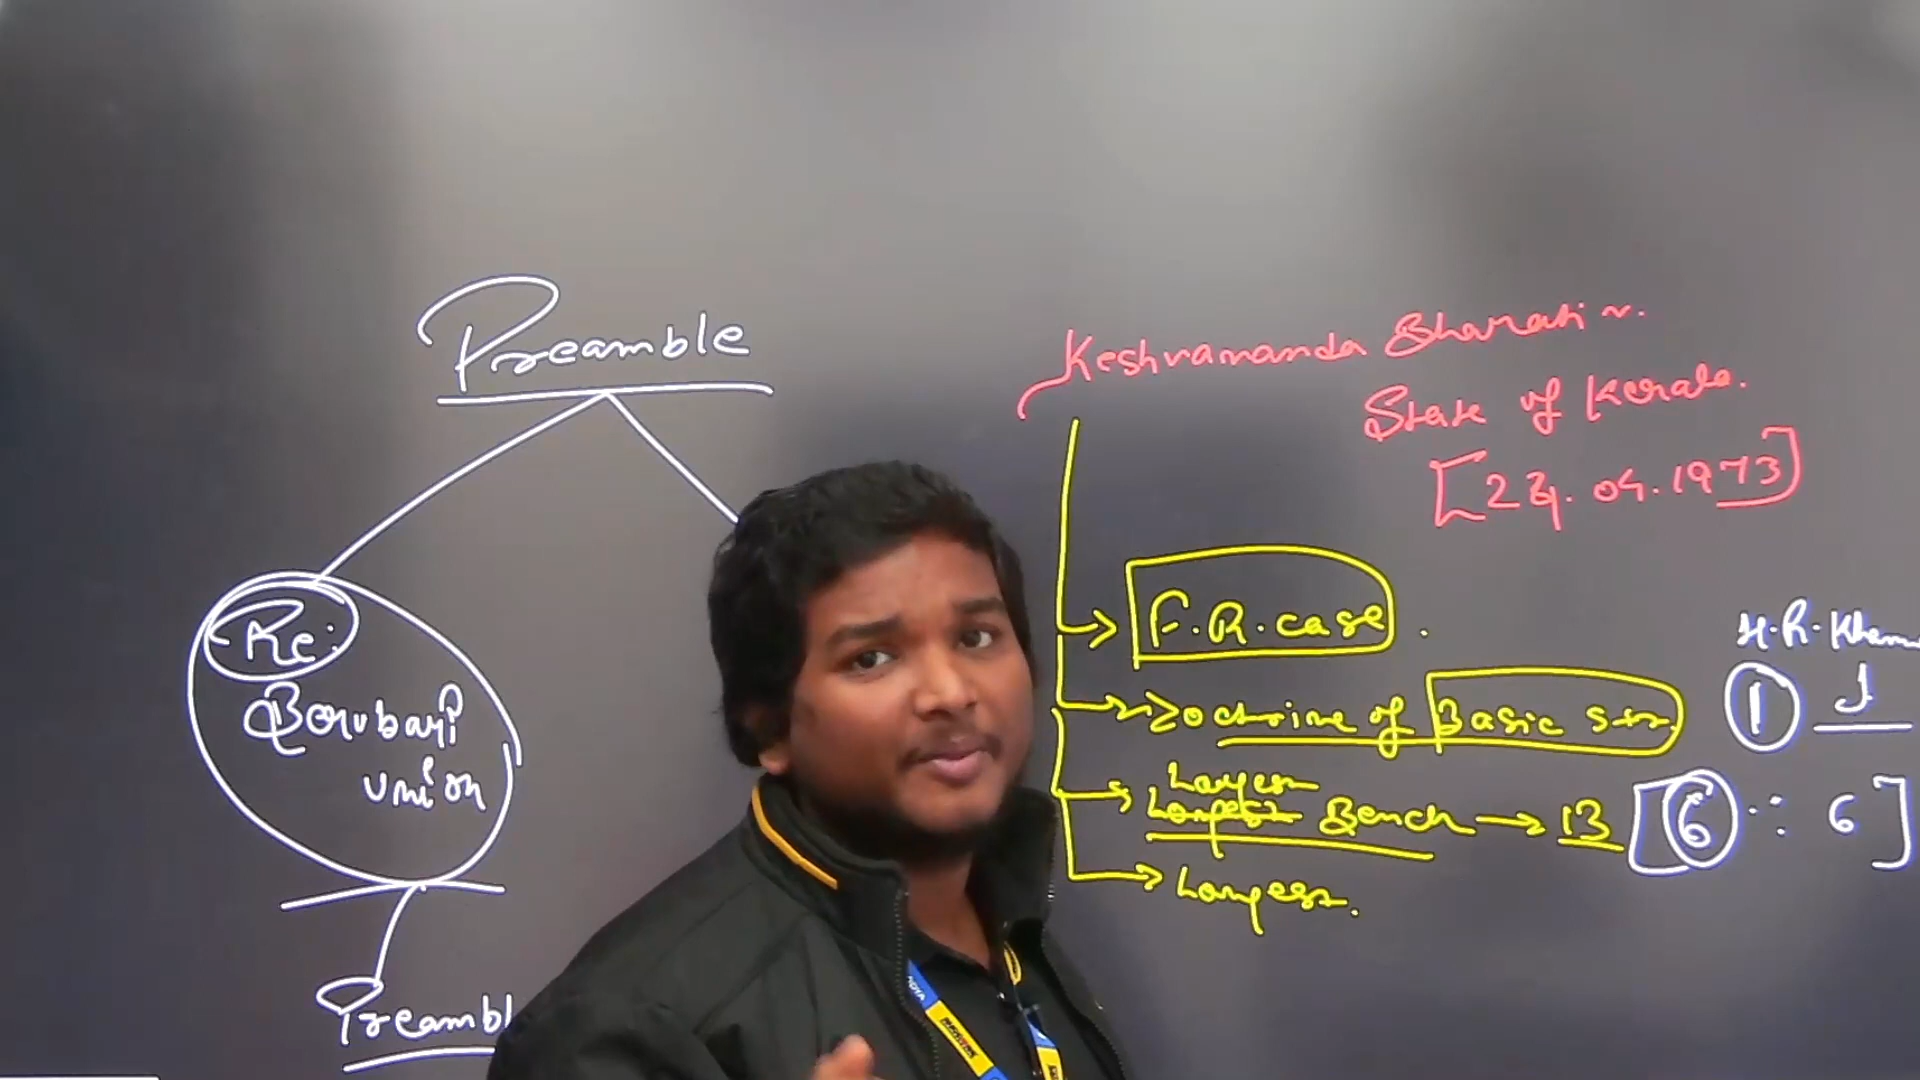 Preamble
Re:
Berubari
union
Preambl
Keshvananda Bharati v.
State of Kerala.
[24.04.1973]
F.R. case.
Doctrine of Basic str.
Largest
Bench → 13 [6 : 6]
Longest.
H.R. Khann
1 J